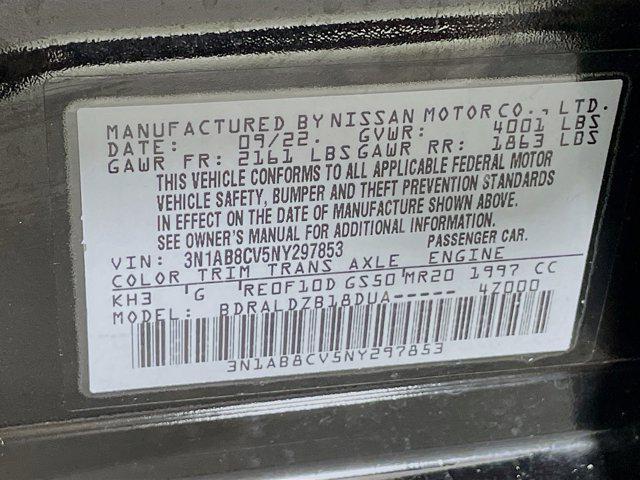 MANUFACTURED BY NISSAN MOTOR CO., LTD.
DATE: 09/22. GVWR: 4001 LBS
GAWR FR: 2161 LBS GAWR RR: 1863 LBS
THIS VEHICLE CONFORMS TO ALL APPLICABLE FEDERAL MOTOR
VEHICLE SAFETY, BUMPER AND THEFT PREVENTION STANDARDS
IN EFFECT ON THE DATE OF MANUFACTURE SHOWN ABOVE.
SEE OWNER'S MANUAL FOR ADDITIONAL INFORMATION.
VIN: 3N1AB8CV5NY297853 PASSENGER CAR.
COLOR TRIM TRANS AXLE ENGINE
KH3 G RE0F10D GS50 MR20 1997 CC
MODEL: BDRALDZB18DUA----- 4Z000
3N1AB8CV5NY297853